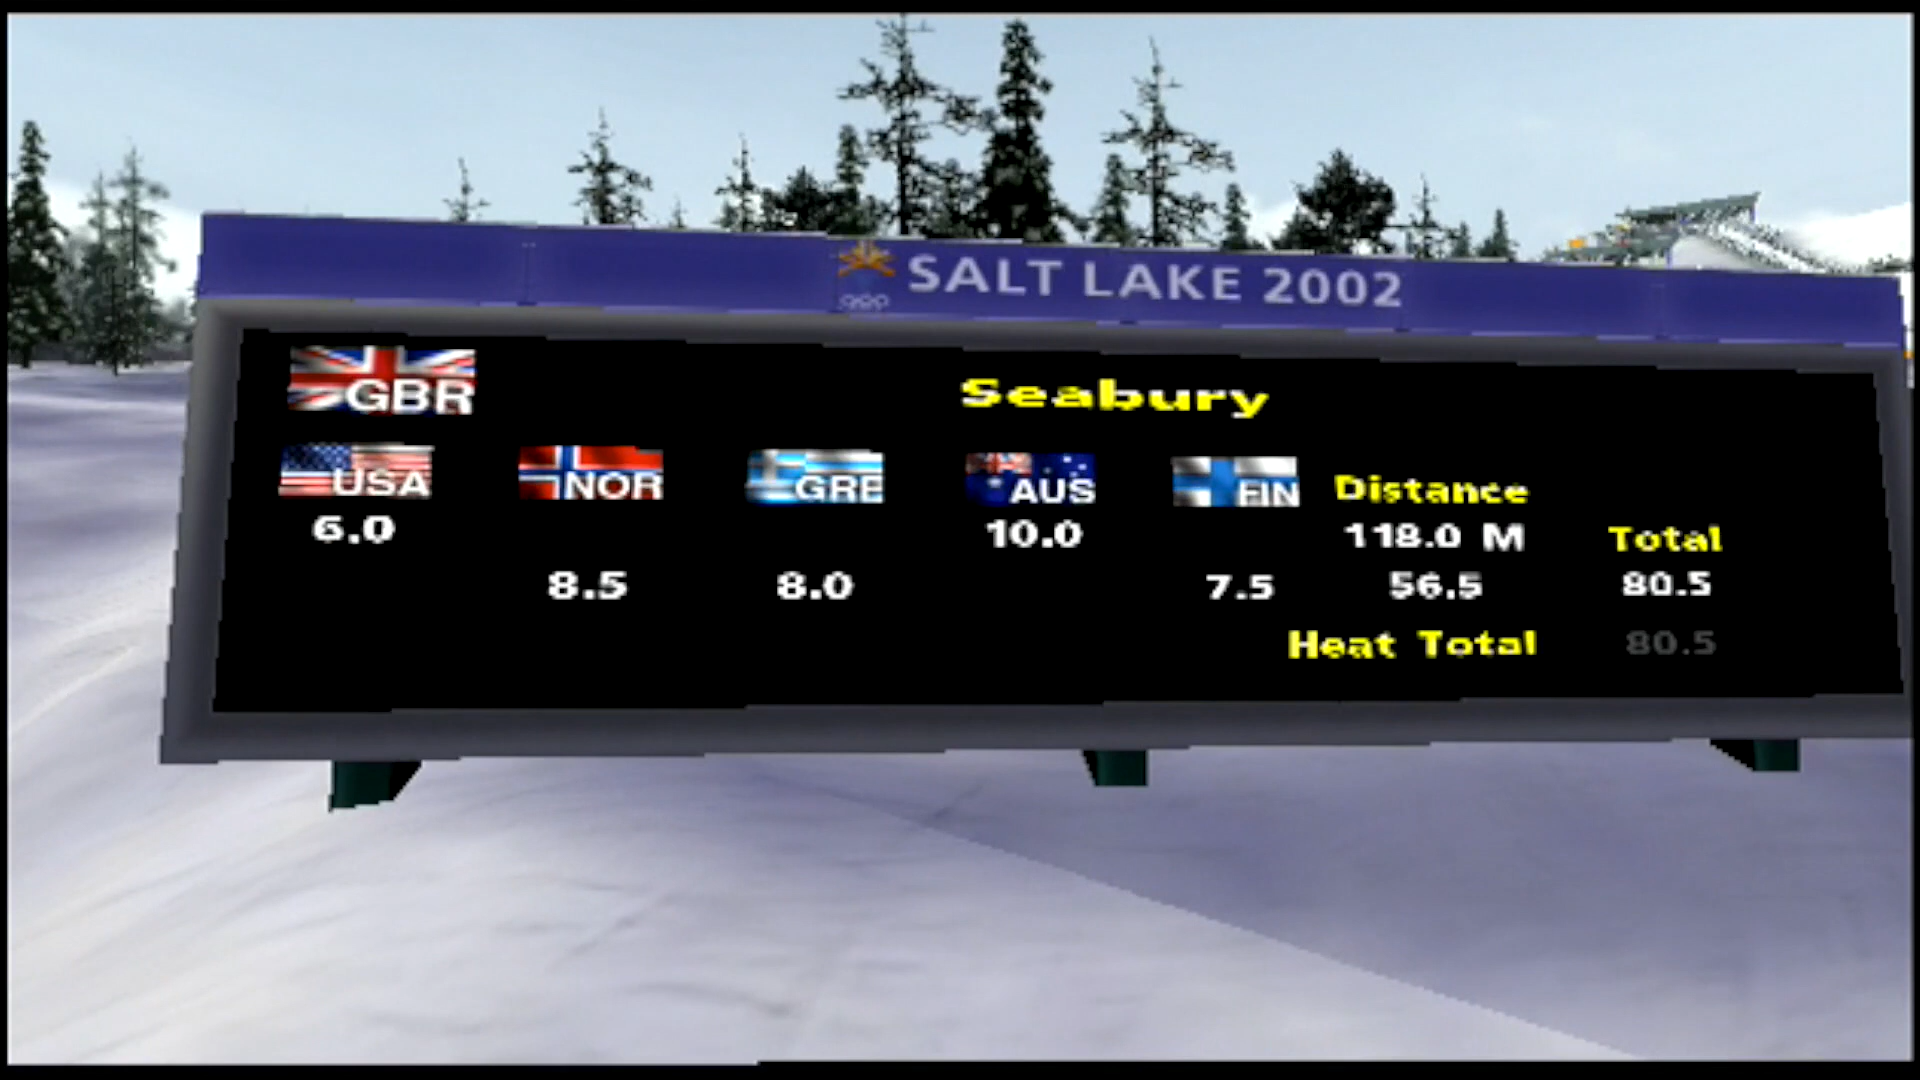 SALT LAKE 2002
GBR Seabury
USA NOR GRE AUS FIN Distance
6.0 10.0 118.0 M Total
8.5 8.0 7.5 56.5 80.5
Heat Total 80.5